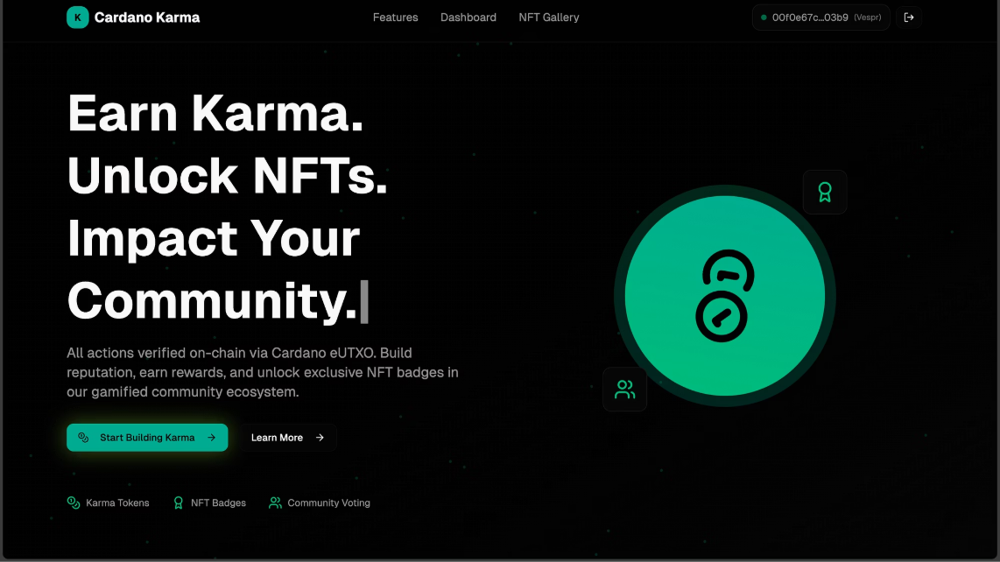 K Cardano Karma
Features Dashboard NFT Gallery
00f0e67c...03b9 (Vespr)
Earn Karma.
Unlock NFTs.
Impact Your
Community.
All actions verified on-chain via Cardano eUTXO. Build
reputation, earn rewards, and unlock exclusive NFT badges in
our gamified community ecosystem.
Start Building Karma → Learn More →
Karma Tokens NFT Badges Community Voting